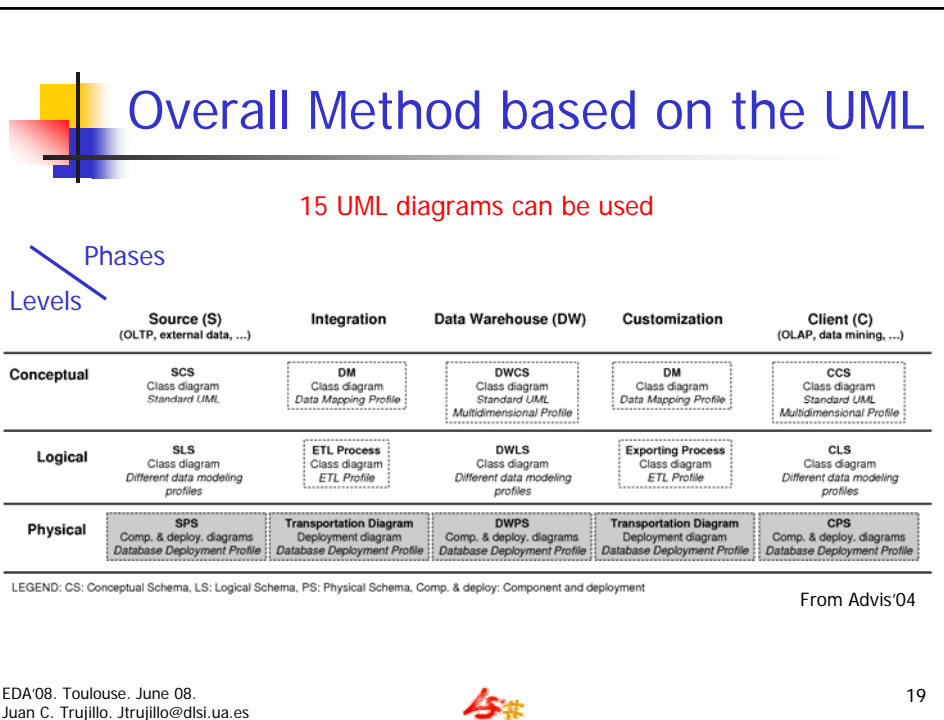 Overall Method based on the UML
15 UML diagrams can be used
Phases
Levels
Source (S) Integration Data Warehouse (DW) Customization Client (C)
(OLTP, external data, ...) (OLAP, data mining, ...)
Conceptual SCS DM DWCS DM CCS
Class diagram Class diagram Class diagram Class diagram Class diagram
Standard UML Data Mapping Profile Standard UML Data Mapping Profile Standard UML
Multidimensional Profile Multidimensional Profile
Logical SLS ETL Process DWLS Exporting Process CLS
Class diagram Class diagram Class diagram Class diagram Class diagram
Different data modeling ETL Profile Different data modeling ETL Profile Different data modeling
profiles profiles profiles
Physical SPS Transportation Diagram DWPS Transportation Diagram CPS
Comp. & deploy. diagrams Deployment diagram Comp. & deploy. diagrams Deployment diagram Comp. & deploy. diagrams
Database Deployment Profile Database Deployment Profile Database Deployment Profile Database Deployment Profile Database Deployment Profile
LEGEND: CS: Conceptual Schema, LS: Logical Schema, PS: Physical Schema, Comp. & deploy: Component and deployment
From Advis'04
EDA'08. Toulouse. June 08.
Juan C. Trujillo. Jtrujillo@dlsi.ua.es
19